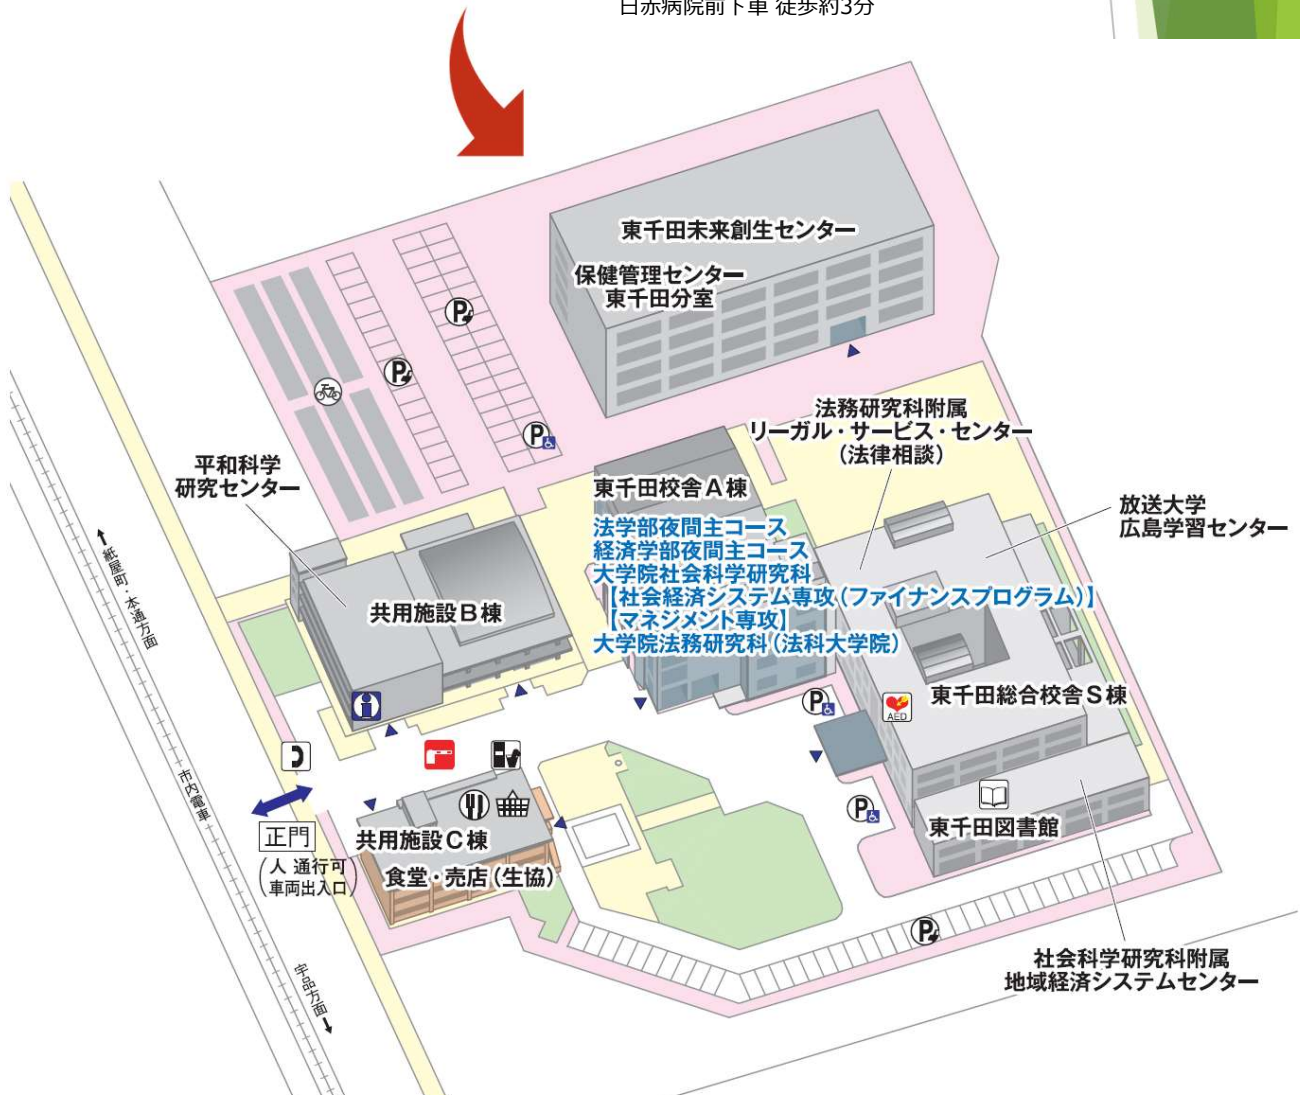 日赤病院前下車 徒歩約3分
東千田未来創生センター
保健管理センター
東千田分室
法務研究科附属
リーガル・サービス・センター
(法律相談)
平和科学
研究センター
東千田校舎A棟
法学部夜間主コース
経済学部夜間主コース
大学院社会科学研究科
【社会経済システム専攻(ファイナンスプログラム)】
【マネジメント専攻】
大学院法務研究科(法科大学院)
放送大学
広島学習センター
紙屋町・本通方面
共用施設B棟
東千田総合校舎S棟
AED
P
P
P
P
P
P
市内電車
正門
(人 通行可
車両出入口)
共用施設C棟
食堂・売店(生協)
東千田図書館
宇品方面
社会科学研究科附属
地域経済システムセンター